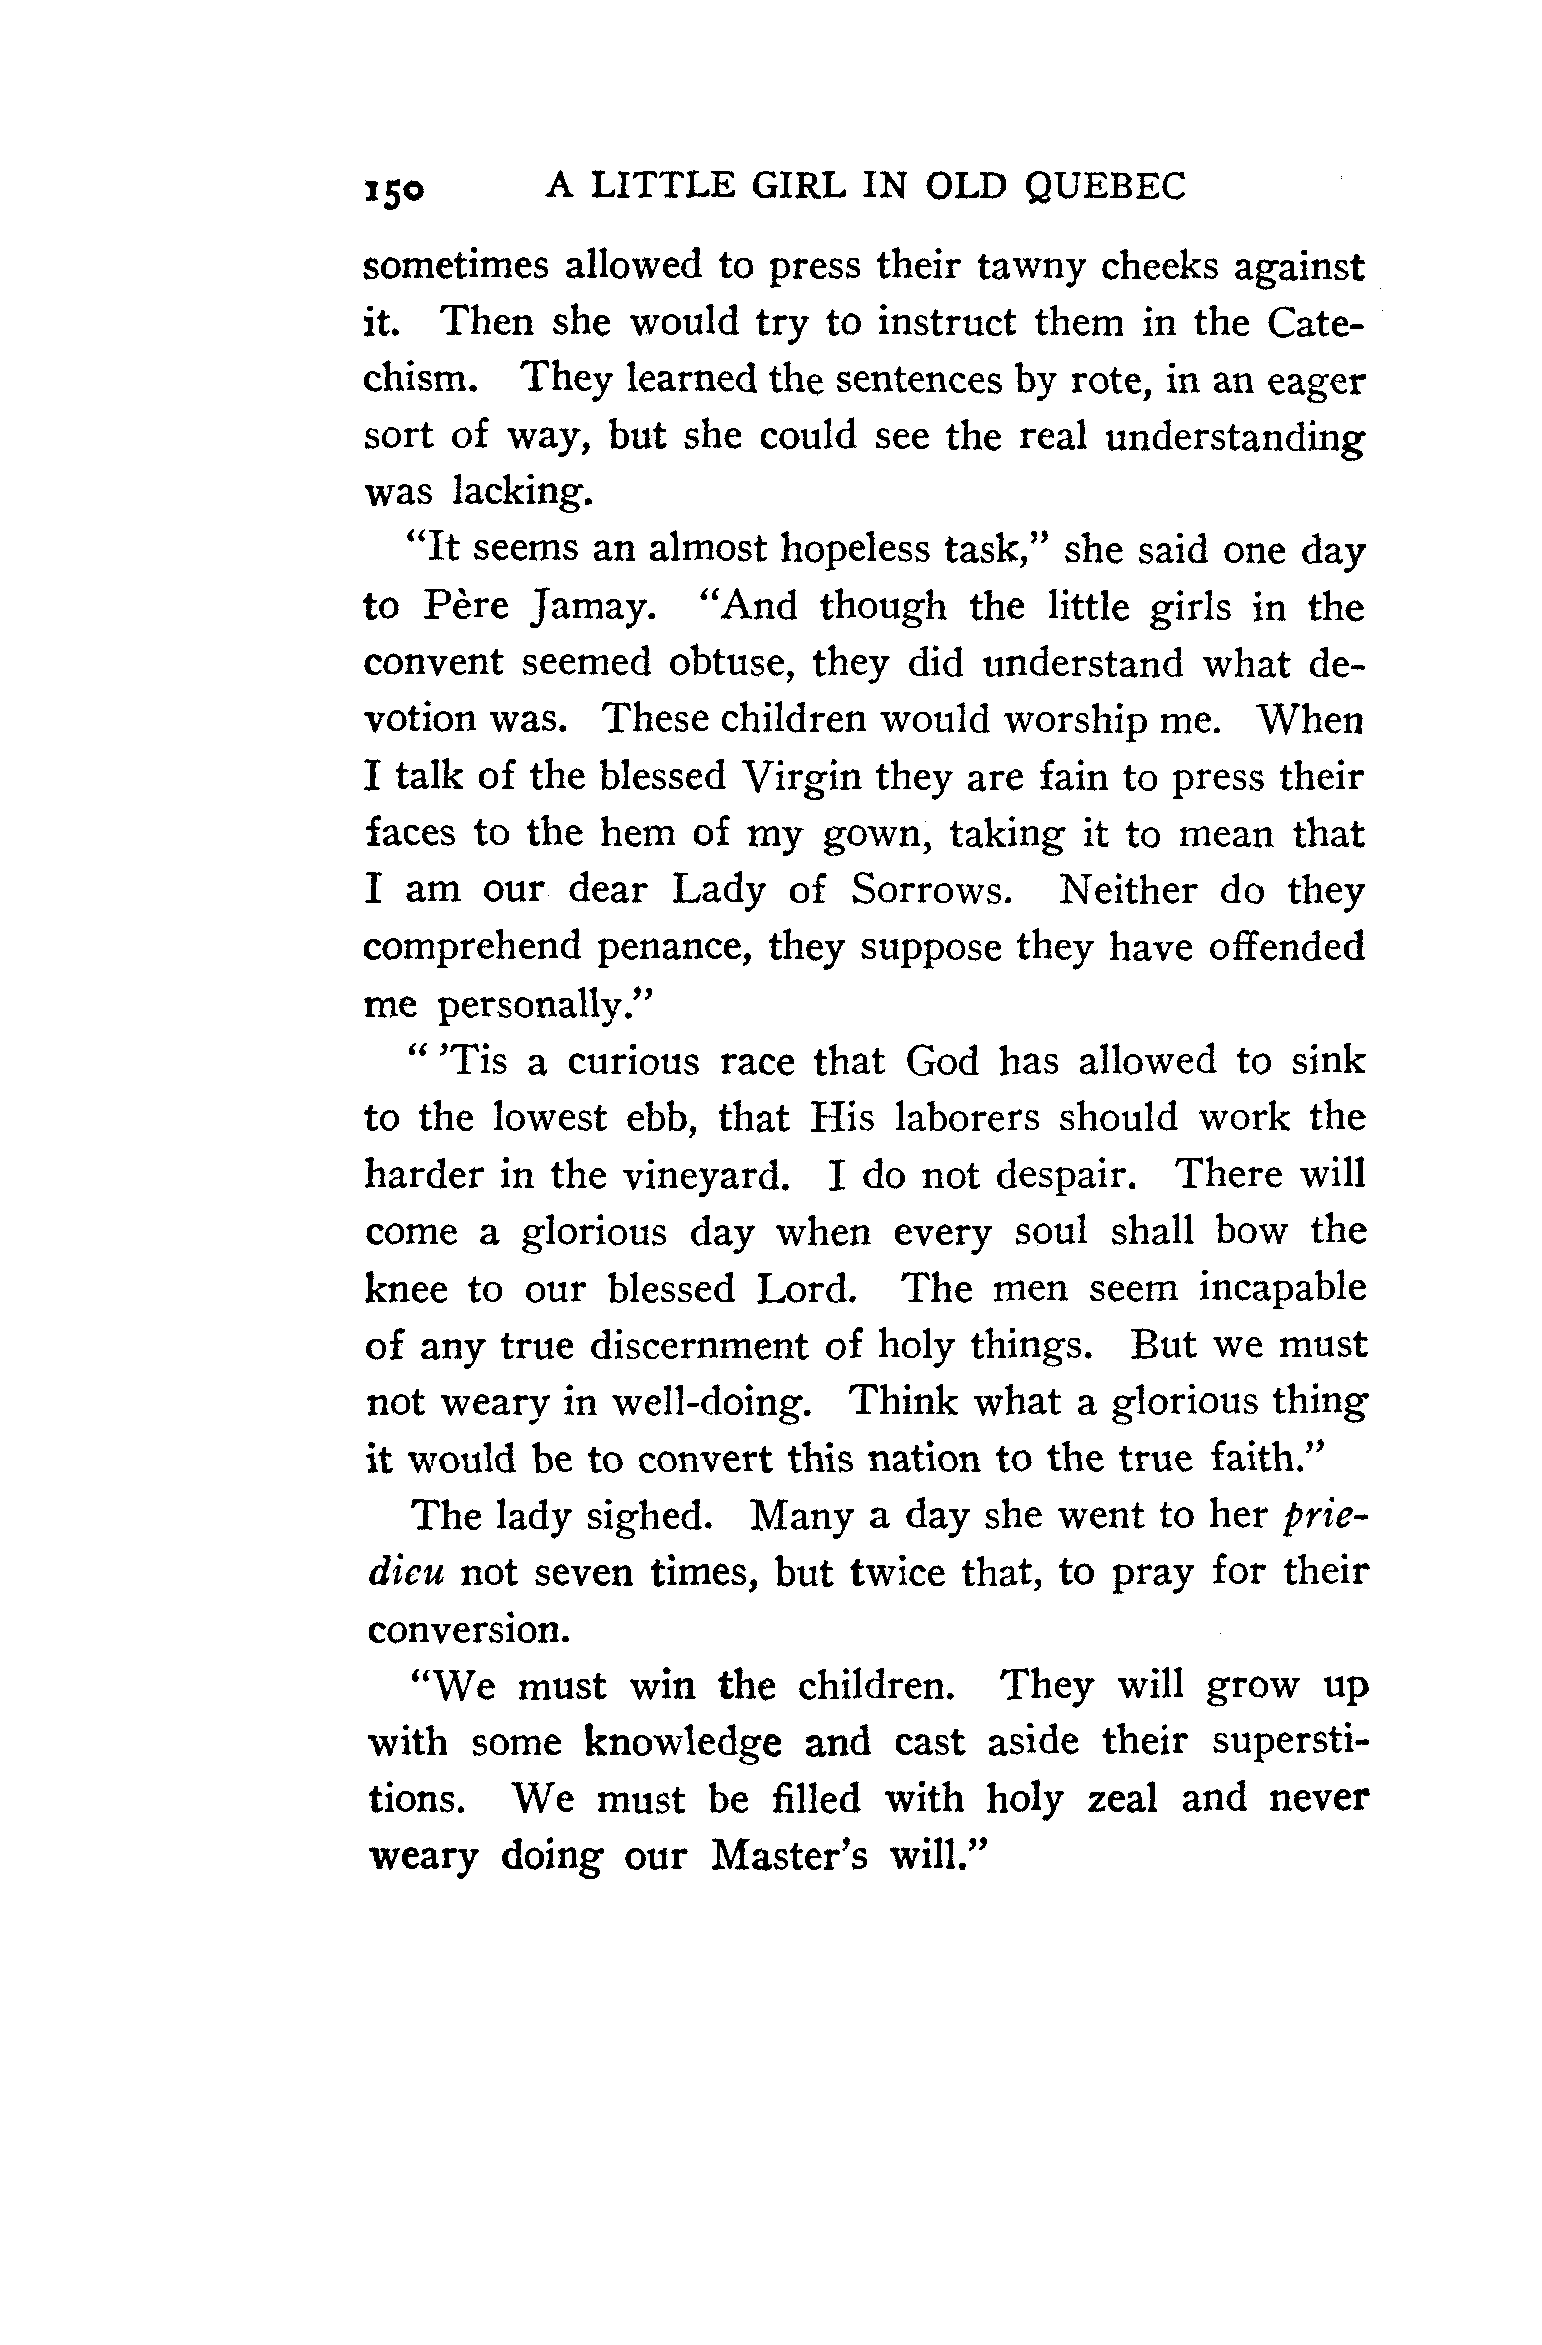 150 A LITTLE GIRL IN OLD QUEBEC
sometimes allowed to press their tawny cheeks against
it. Then she would try to instruct them in the Cate-
chism. They learned the sentences by rote, in an eager
sort of way, but she could see the real understanding
was lacking.
“It seems an almost hopeless task,” she said one day
to Père Jamay. “And though the little girls in the
convent seemed obtuse, they did understand what de-
votion was. These children would worship me. When
I talk of the blessed Virgin they are fain to press their
faces to the hem of my gown, taking it to mean that
I am our dear Lady of Sorrows. Neither do they
comprehend penance, they suppose they have offended
me personally.”
“ ’Tis a curious race that God has allowed to sink
to the lowest ebb, that His laborers should work the
harder in the vineyard. I do not despair. There will
come a glorious day when every soul shall bow the
knee to our blessed Lord. The men seem incapable
of any true discernment of holy things. But we must
not weary in well-doing. Think what a glorious thing
it would be to convert this nation to the true faith.”
The lady sighed. Many a day she went to her prie-
dieu not seven times, but twice that, to pray for their
conversion.
“We must win the children. They will grow up
with some knowledge and cast aside their supersti-
tions. We must be filled with holy zeal and never
weary doing our Master’s will.”